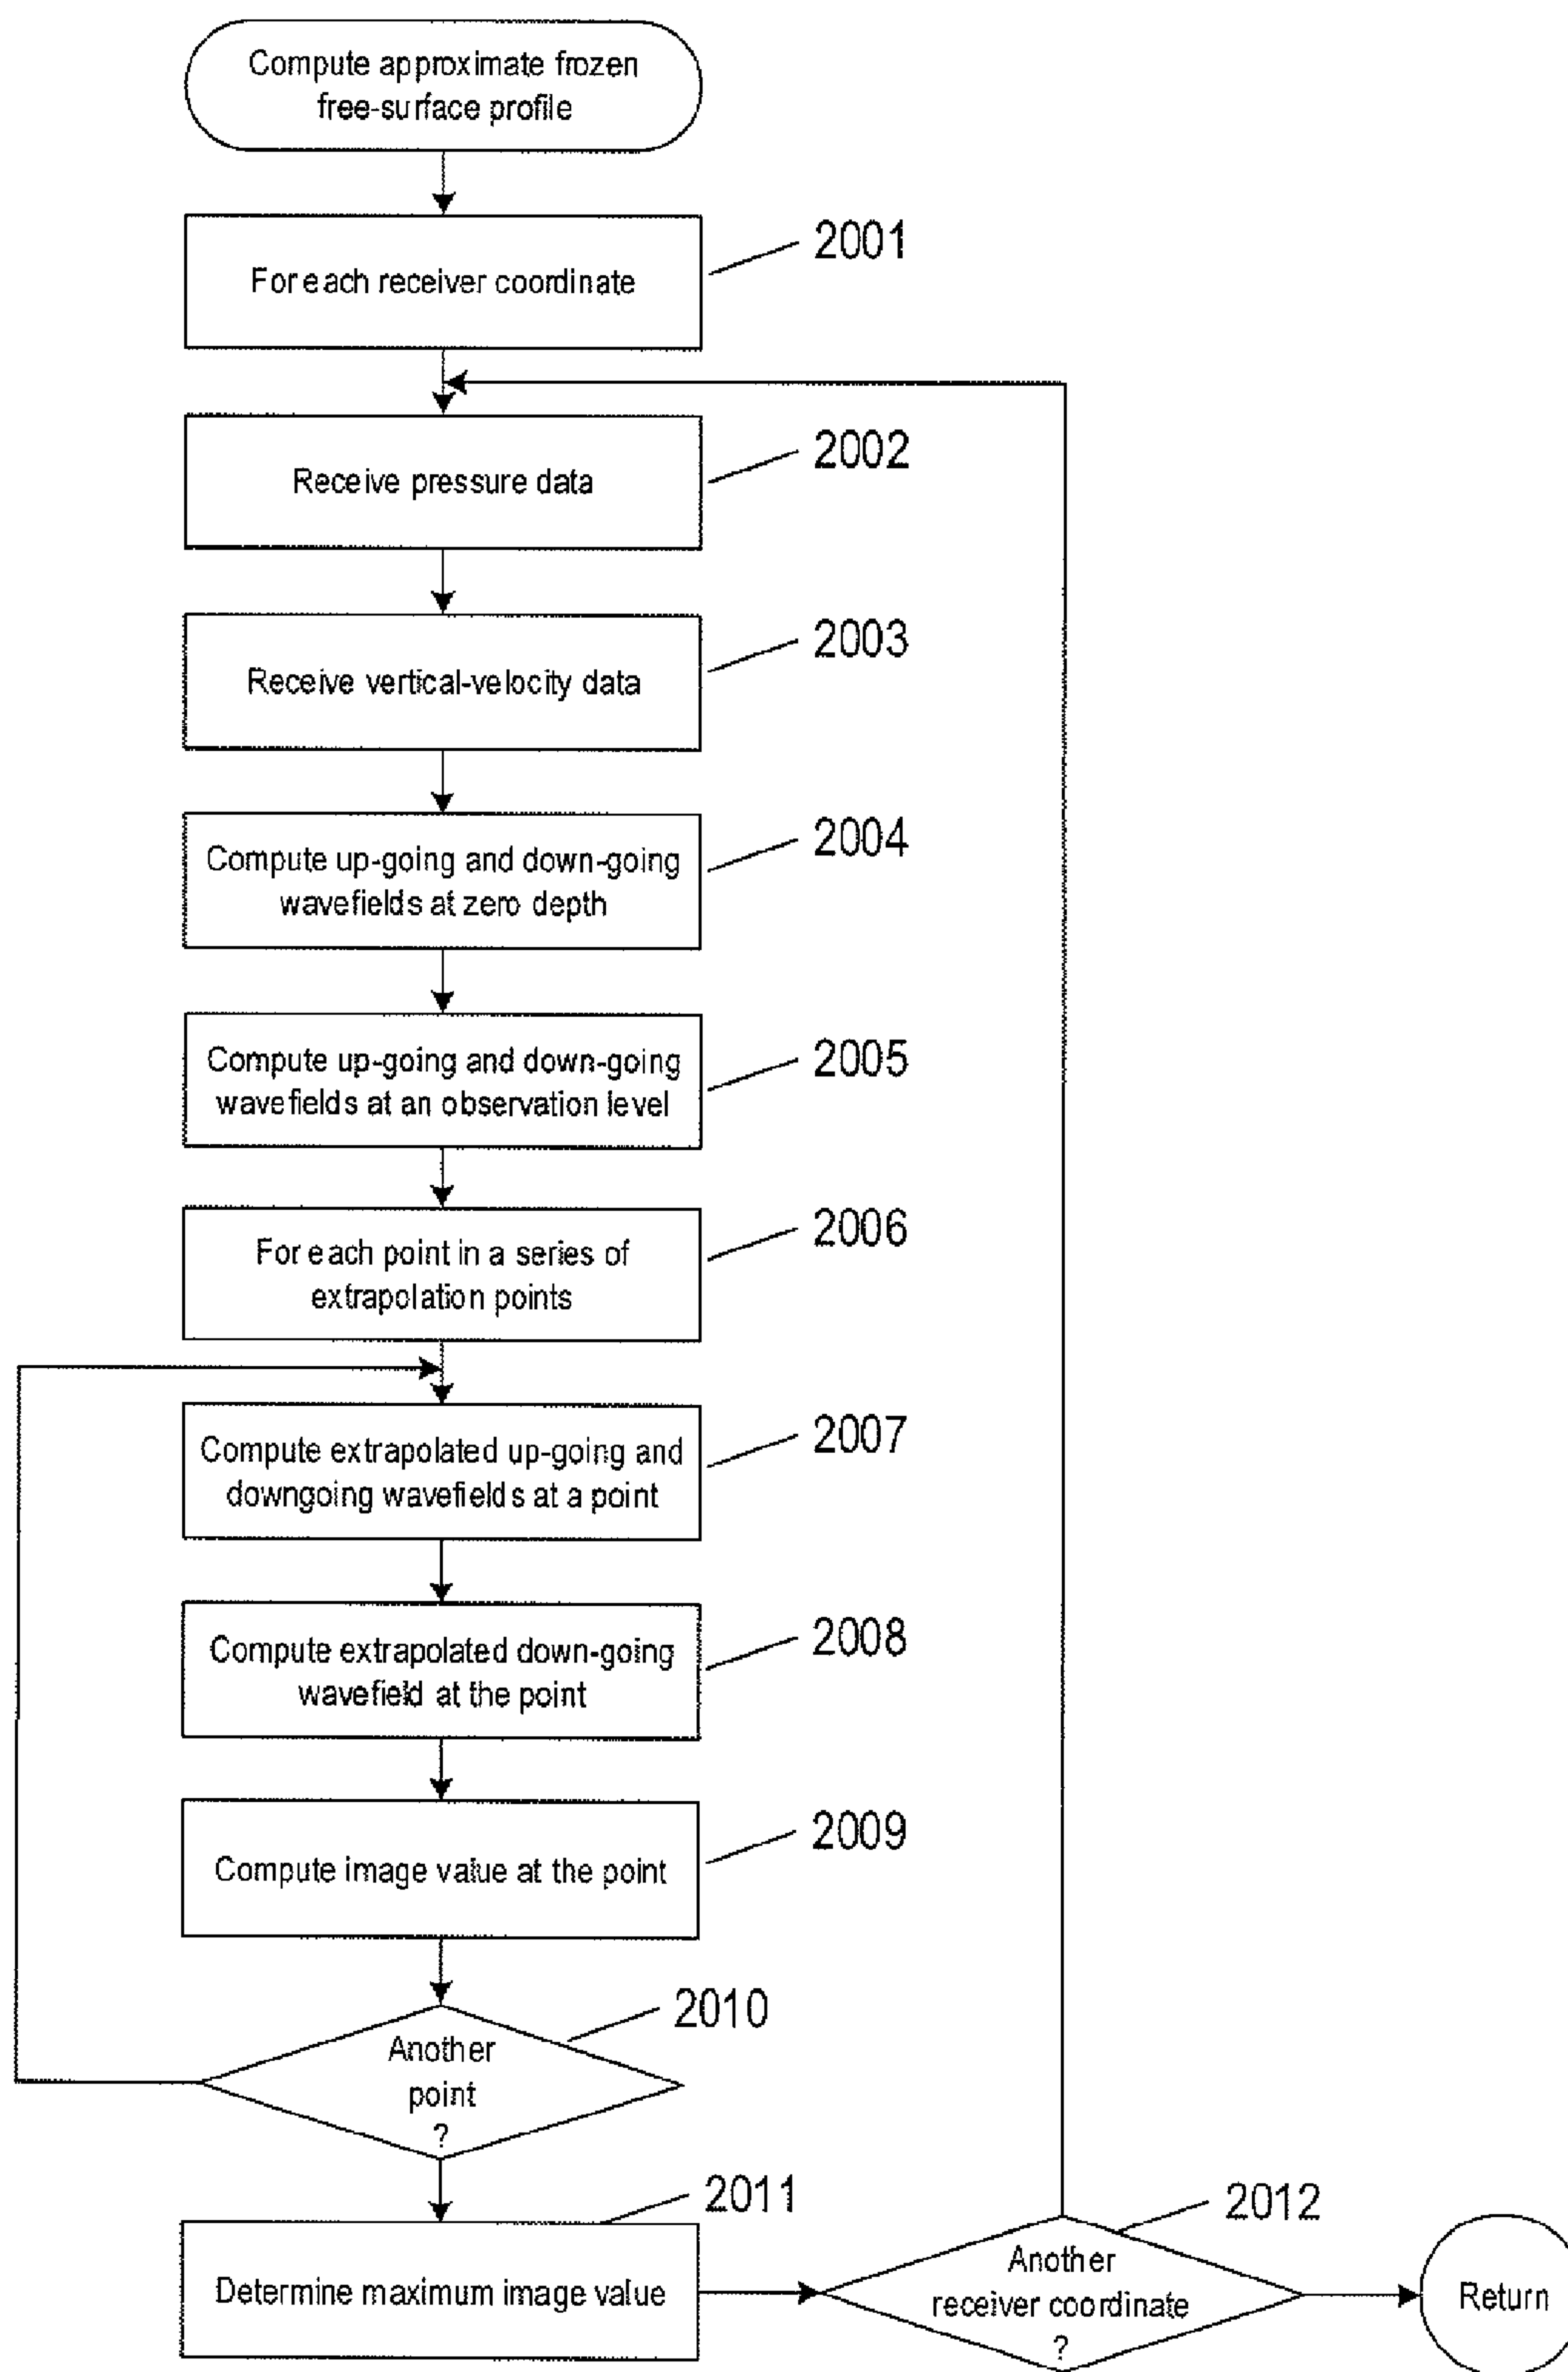 Compute approximate frozen
free-surface profile
For each receiver coordinate
2001
Receive pressure data
2002
Receive vertical-velocity data
2003
Compute up-going and down-going
wavefields at zero depth
2004
Compute up-going and down-going
wavefields at an observation level
2005
For each point in a series of
extrapolation points
2006
Compute extrapolated up-going and
downgoing wavefields at a point
2007
Compute extrapolated down-going
wavefield at the point
2008
Compute image value at the point
2009
Another
point
?
2010
Determine maximum image value
2011
Another
receiver coordinate
?
2012
Return